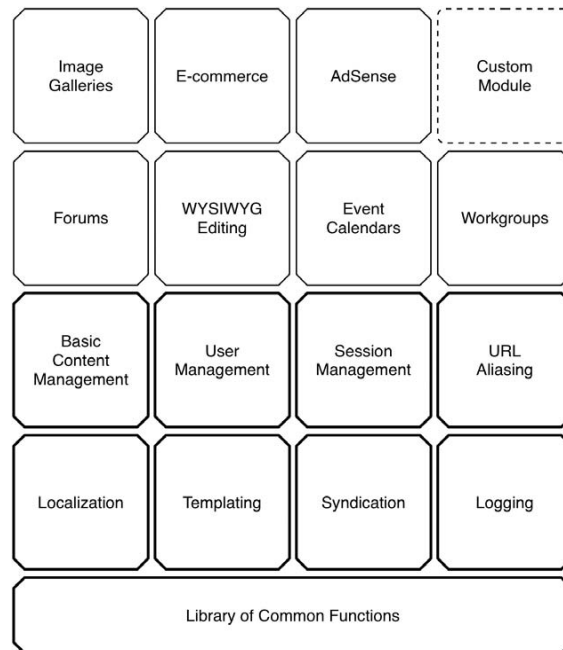 Image
Galleries
E-commerce
AdSense
Custom
Module
Forums
WYSIWYG
Editing
Event
Calendars
Workgroups
Basic
Content
Management
User
Management
Session
Management
URL
Aliasing
Localization
Templating
Syndication
Logging
Library of Common Functions